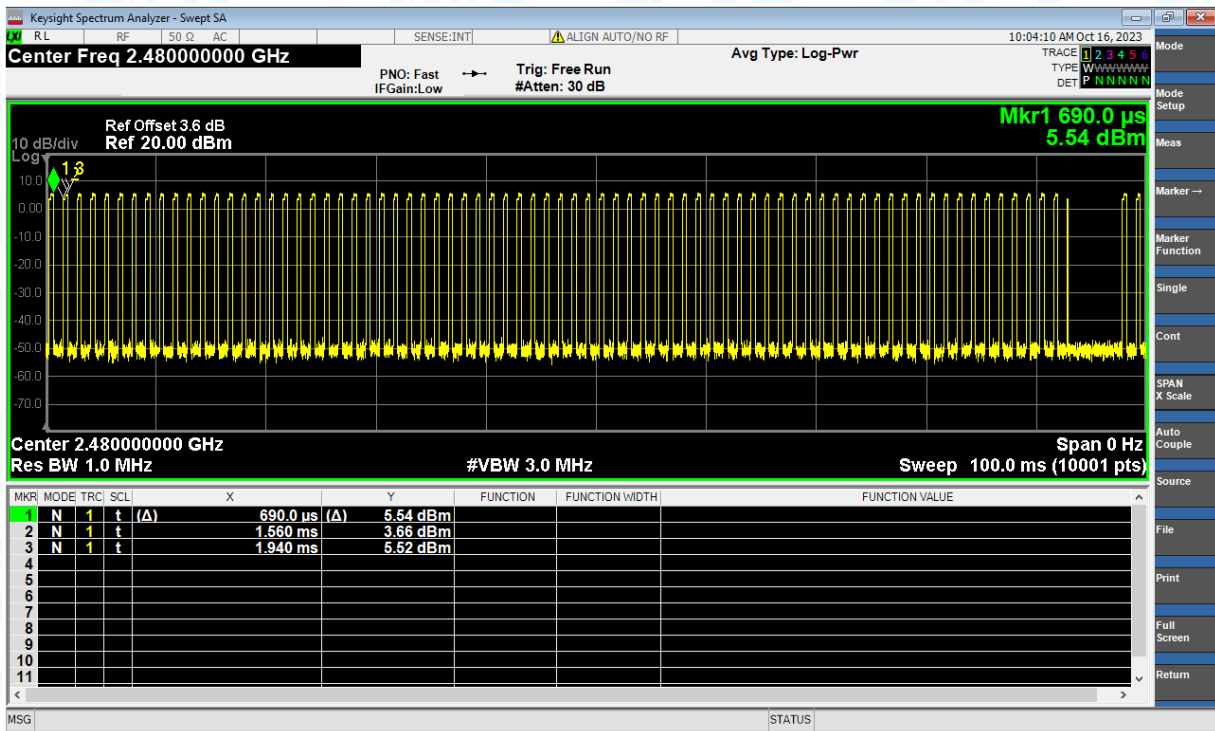 Keysight Spectrum Analyzer - Swept SA
LXI RL RF 50 Ω AC SENSE:INT ALIGN AUTO/NO RF 10:04:10 AM Oct 16, 2023
Center Freq 2.480000000 GHz
Avg Type: Log-Pwr
TRACE 1 2 3 4 5 6
TYPE WWWWWW
DET P N N N N N
PNO: Fast
IFGain:Low
Trig: Free Run
#Atten: 30 dB
Mkr1 690.0 µs
5.54 dBm
Ref Offset 3.6 dB
10 dB/div Ref 20.00 dBm
Log
1 2 3
10.0
0.00
-10.0
-20.0
-30.0
-40.0
-50.0
-60.0
-70.0
Center 2.480000000 GHz Span 0 Hz
Res BW 1.0 MHz #VBW 3.0 MHz Sweep 100.0 ms (10001 pts)
MKR MODE TRC SCL X Y FUNCTION FUNCTION WIDTH FUNCTION VALUE
1 N 1 t (Δ) 690.0 µs (Δ) 5.54 dBm
2 N 1 t 1.560 ms 3.66 dBm
3 N 1 t 1.940 ms 5.52 dBm
4
5
6
7
8
9
10
11
MSG STATUS
Mode
Mode
Setup
Meas
Marker →
Marker
Function
Single
Cont
SPAN
X Scale
Auto
Couple
Source
File
Print
Full
Screen
Return